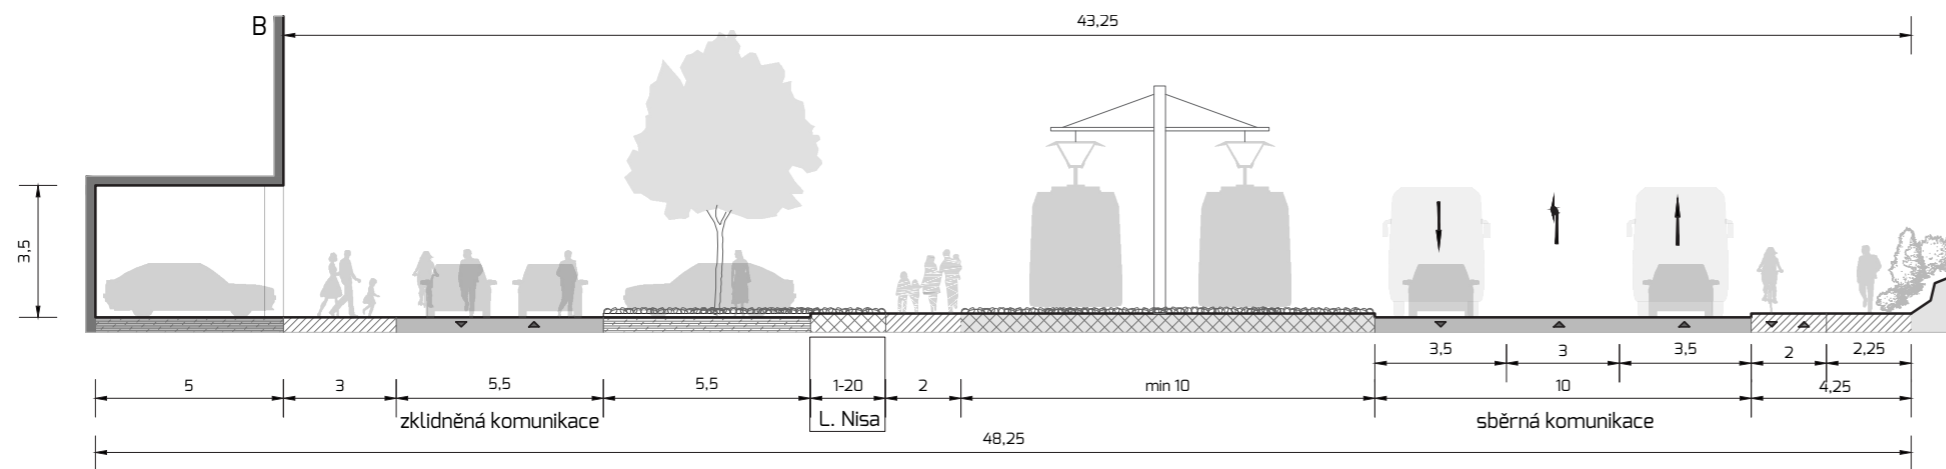 B
43,25
3,5
3,5 3 3,5 2 2,25
5 3 5,5 5,5 1-20 2 min 10 10 4,25
zklidněná komunikace L. Nisa sběrná komunikace
48,25